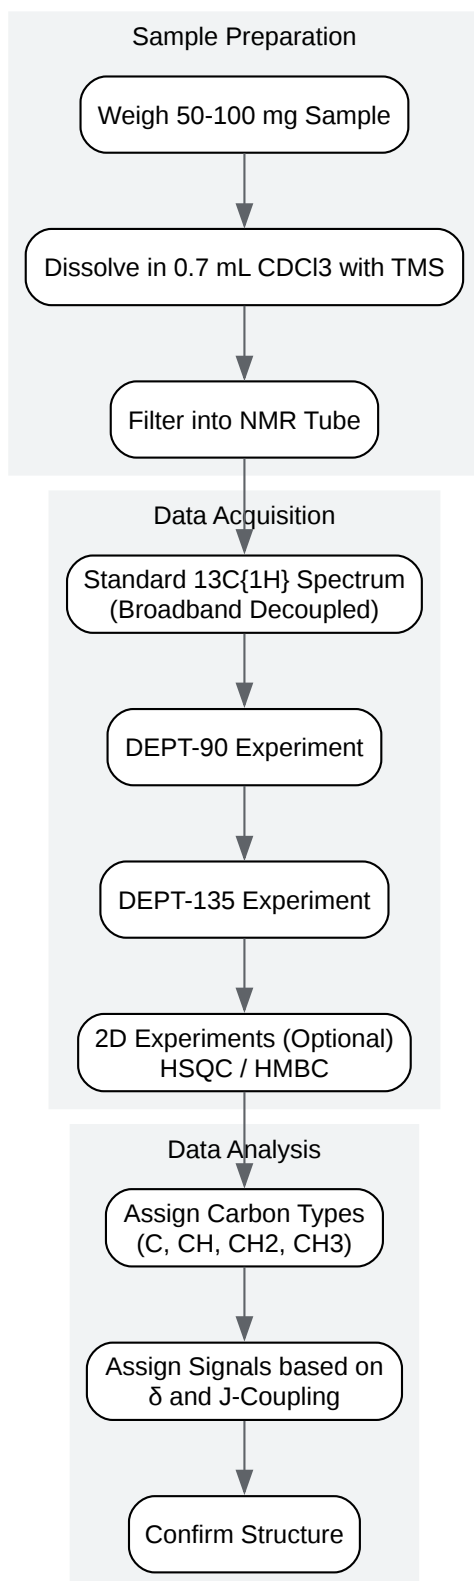 Sample Preparation
Weigh 50-100 mg Sample
Dissolve in 0.7 mL CDCl3 with TMS
Filter into NMR Tube
Data Acquisition
Standard 13C{1H} Spectrum
(Broadband Decoupled)
DEPT-90 Experiment
DEPT-135 Experiment
2D Experiments (Optional)
HSQC / HMBC
Data Analysis
Assign Carbon Types
(C, CH, CH2, CH3)
Assign Signals based on
δ and J-Coupling
Confirm Structure